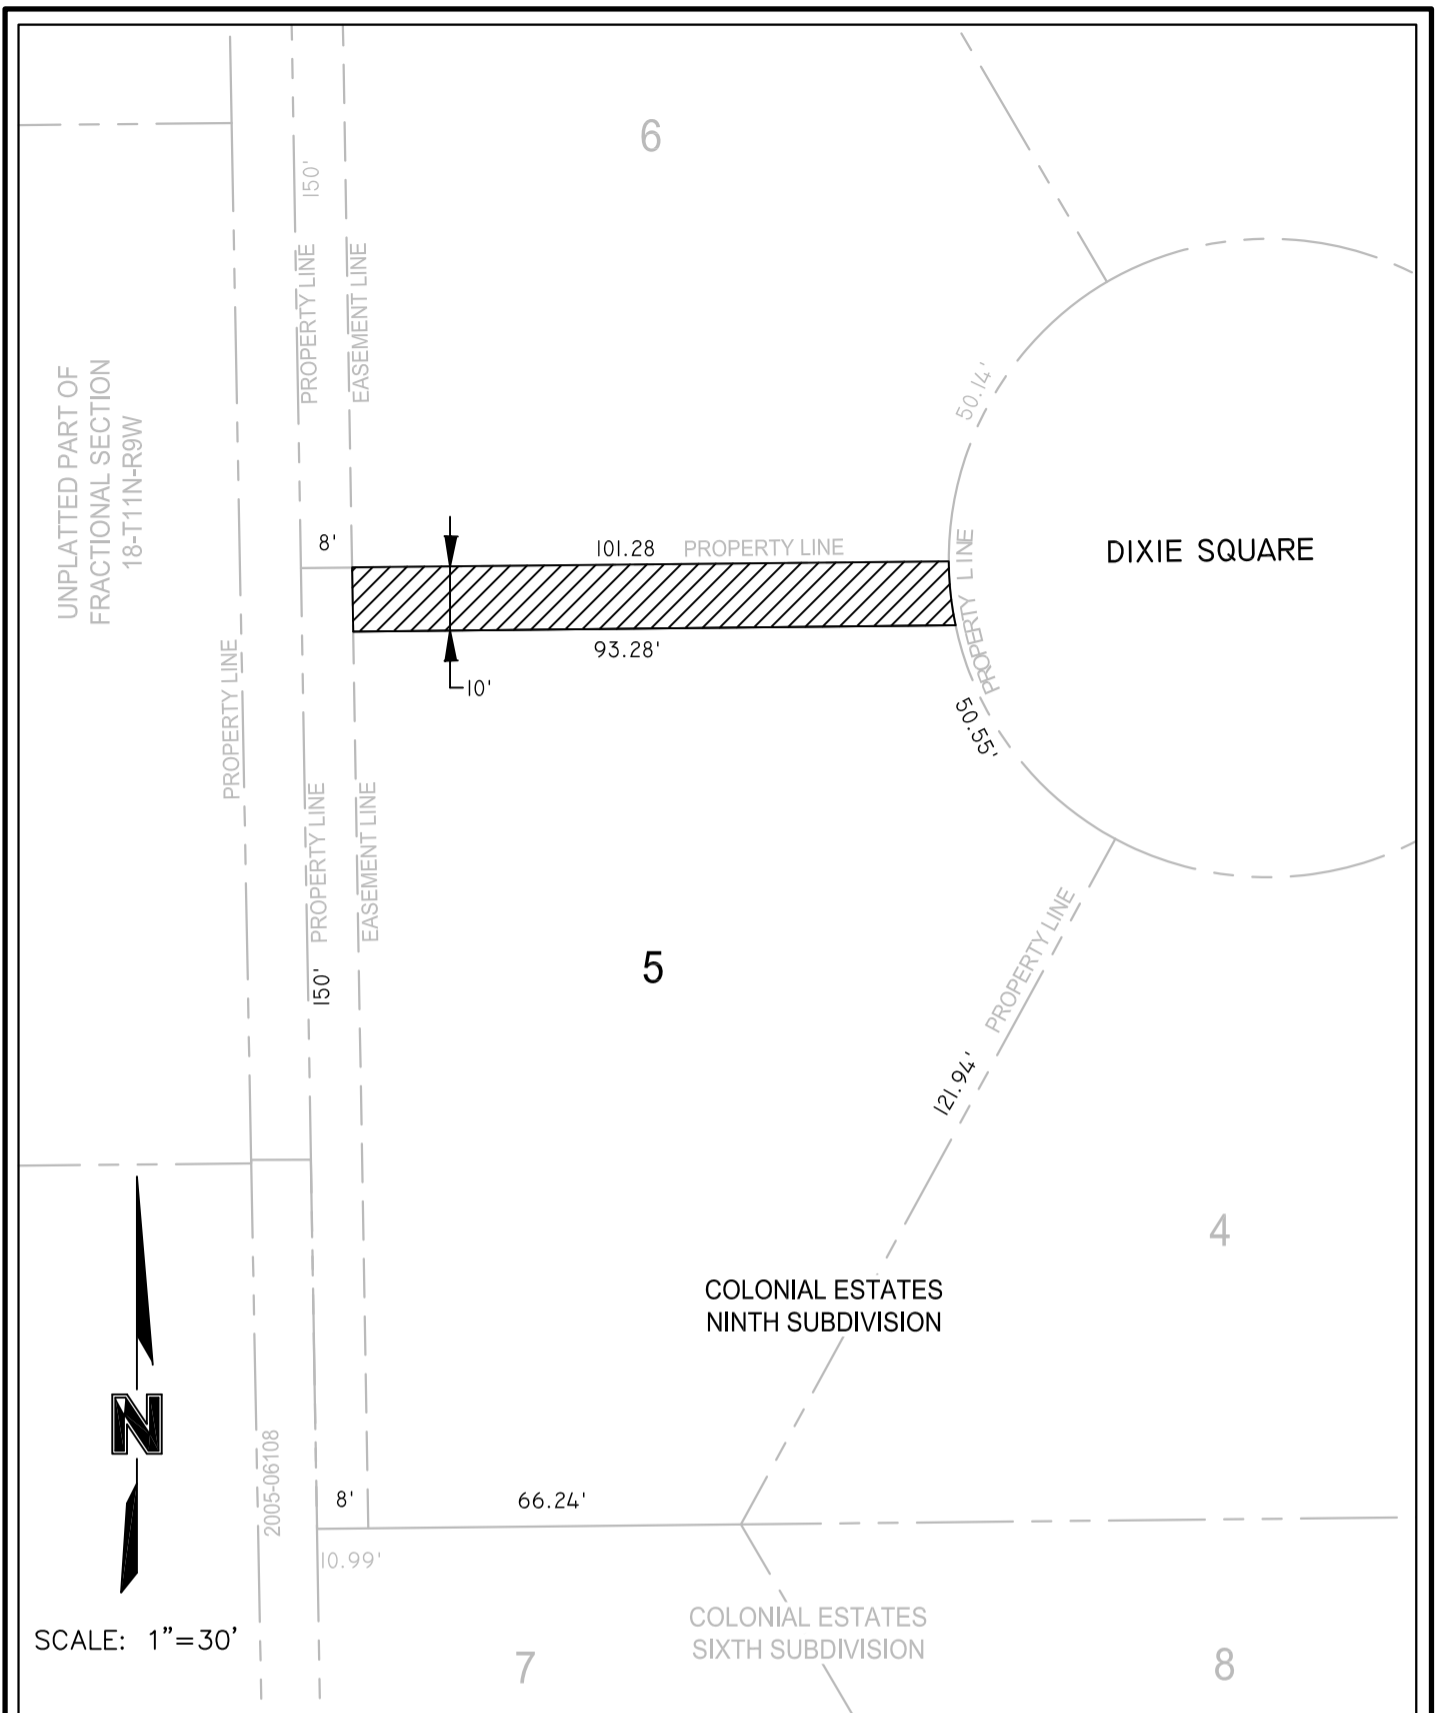 6
150'
PROPERTY LINE
EASEMENT LINE
50.14'
UNPLATTED PART OF
FRACTIONAL SECTION
18-T11N-R9W
8'
101.28
PROPERTY LINE
PROPERTY LINE
DIXIE SQUARE
93.28'
10'
PROPERTY LINE
PROPERTY LINE
50.55'
PROPERTY LINE
EASEMENT LINE
150'
5
PROPERTY LINE
121.94'
4
COLONIAL ESTATES
NINTH SUBDIVISION
N
2005-06108
8'
66.24'
10.99'
COLONIAL ESTATES
SIXTH SUBDIVISION
SCALE: 1"=30'
7
8